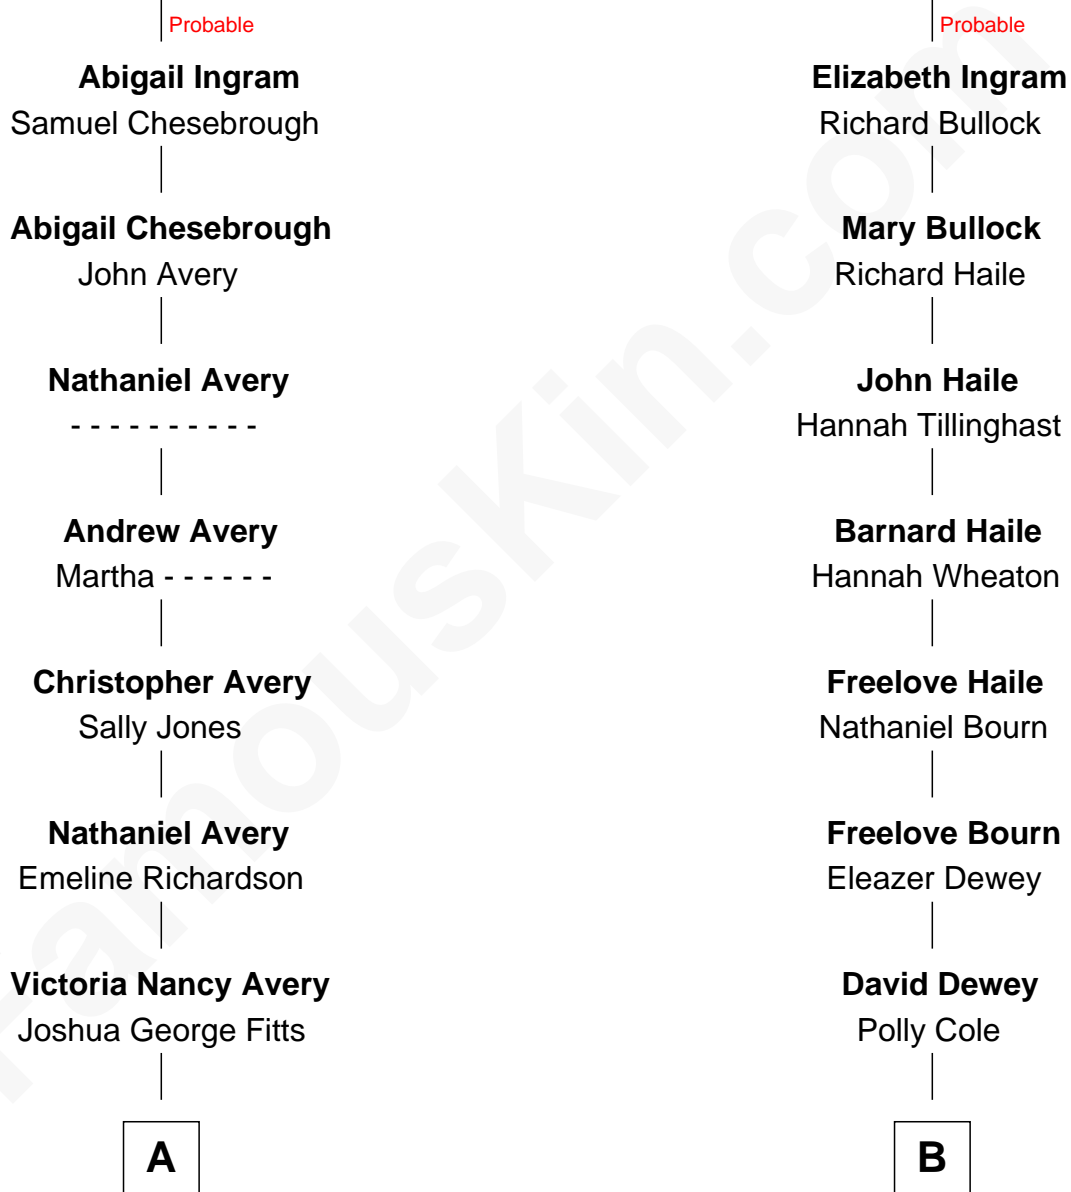 Probable
Abigail Ingram
Samuel Chesebrough
Abigail Chesebrough
John Avery
Nathaniel Avery
- - - - - - - - - -
Andrew Avery
Martha - - - - - -
Christopher Avery
Sally Jones
Nathaniel Avery
Emeline Richardson
Victoria Nancy Avery
Joshua George Fitts
A
Probable
Elizabeth Ingram
Richard Bullock
Mary Bullock
Richard Haile
John Haile
Hannah Tillinghast
Barnard Haile
Hannah Wheaton
Freelove Haile
Nathaniel Bourn
Freelove Bourn
Eleazer Dewey
David Dewey
Polly Cole
B
FamousKin.com